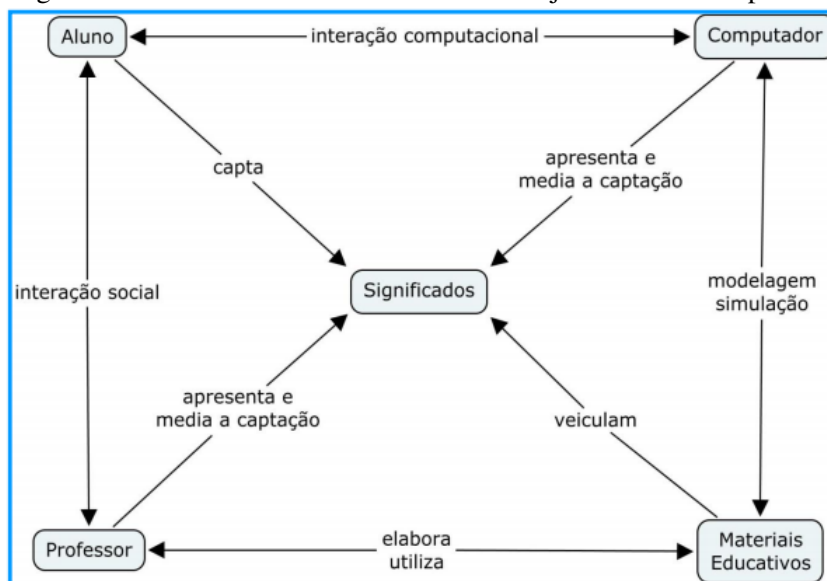 Aluno
interação computacional
Computador
capta
apresenta e
media a captação
interação social
Significados
modelagem
simulação
apresenta e
media a captação
veiculam
Professor
elabora
utiliza
Materiais
Educativos